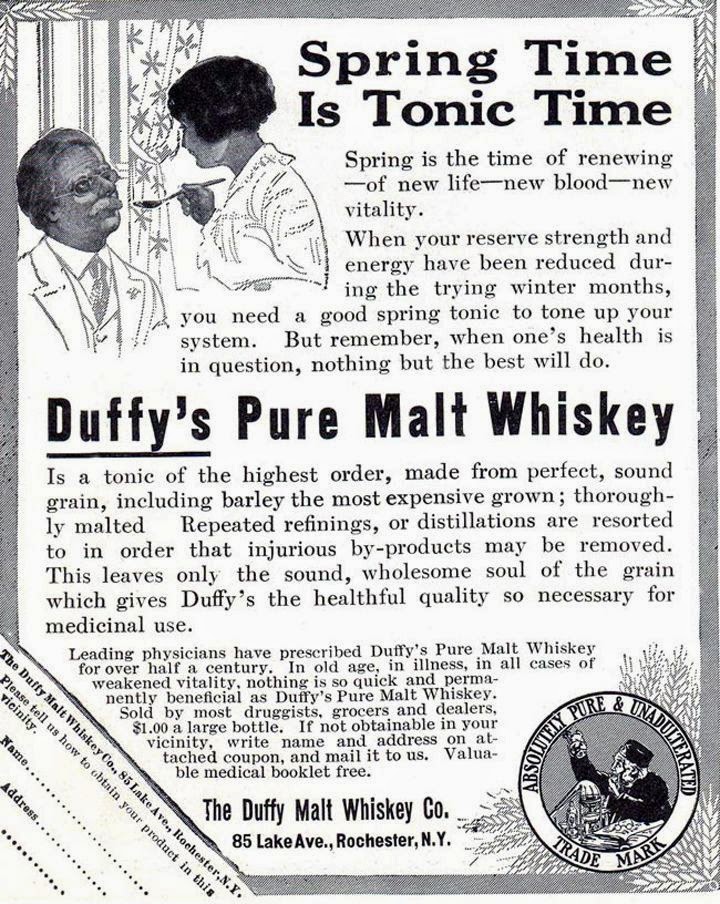 Spring Time
Is Tonic Time
Spring is the time of renewing
—of new life—new blood—new
vitality.
When your reserve strength and
energy have been reduced dur-
ing the trying winter months,
you need a good spring tonic to tone up your
system. But remember, when one's health is
in question, nothing but the best will do.
Duffy's Pure Malt Whiskey
Is a tonic of the highest order, made from perfect, sound
grain, including barley the most expensive grown; thorough-
ly malted Repeated refinings, or distillations are resorted
to in order that injurious by-products may be removed.
This leaves only the sound, wholesome soul of the grain
which gives Duffy's the healthful quality so necessary for
medicinal use.
Leading physicians have prescribed Duffy's Pure Malt Whiskey
for over half a century. In old age, in illness, in all cases of
weakened vitality, nothing is so quick and perma-
nently beneficial as Duffy's Pure Malt Whiskey.
Sold by most druggists, grocers and dealers,
$1.00 a large bottle. If not obtainable in your
vicinity, write name and address on at-
tached coupon, and mail it to us. Valua-
ble medical booklet free.
The Duffy Malt Whiskey Co.
85 Lake Ave., Rochester, N.Y.
ABSOLUTELY PURE & UNADULTERATED
TRADE MARK
The Duffy Malt Whiskey Co., 85 Lake Ave., Rochester, N.Y.
Please tell us how to obtain your product in this
vicinity.
Name
Address